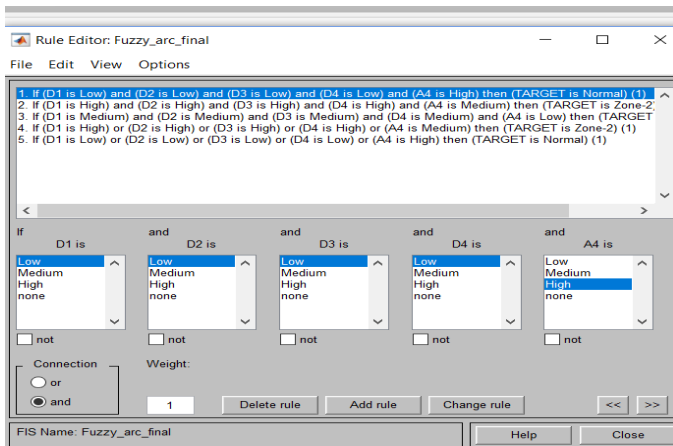 Rule Editor: Fuzzy_arc_final
File Edit View Options
1. If (D1 is Low) and (D2 is Low) and (D3 is Low) and (D4 is Low) and (A4 is High) then (TARGET is Normal) (1)
2. If (D1 is High) and (D2 is High) and (D3 is High) and (D4 is High) and (A4 is Medium) then (TARGET is Zone-2)
3. If (D1 is Medium) and (D2 is Medium) and (D3 is Medium) and (D4 is Medium) and (A4 is Low) then (TARGET
4. If (D1 is High) or (D2 is High) or (D3 is High) or (D4 is High) or (A4 is Medium) then (TARGET is Zone-2) (1)
5. If (D1 is Low) or (D2 is Low) or (D3 is Low) or (D4 is Low) or (A4 is High) then (TARGET is Normal) (1)
If and and and and
D1 is D2 is D3 is D4 is A4 is
Low Low Low Low Low
Medium Medium Medium Medium Medium
High High High High High
none none none none none
not not not not not
Connection Weight:
or
and 1 Delete rule Add rule Change rule << >>
FIS Name: Fuzzy_arc_final Help Close